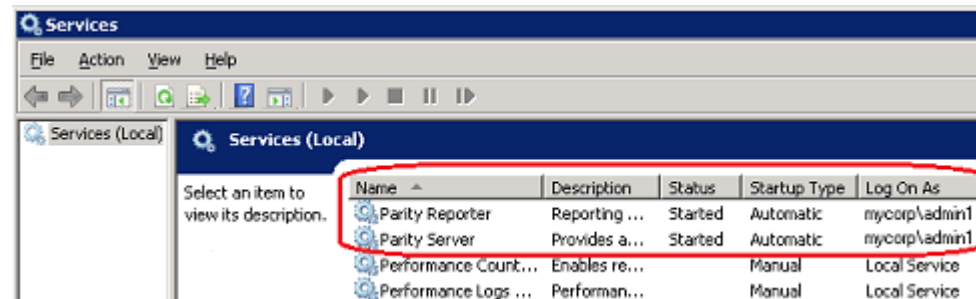 Services
File Action View Help
Services (Local)
Services (Local)
Select an item to
view its description.
Name Description Status Startup Type Log On As
Parity Reporter Reporting ... Started Automatic mycorp\admin1
Parity Server Provides a... Started Automatic mycorp\admin1
Performance Count... Enables re... Manual Local Service
Performance Logs ... Performan... Manual Local Service